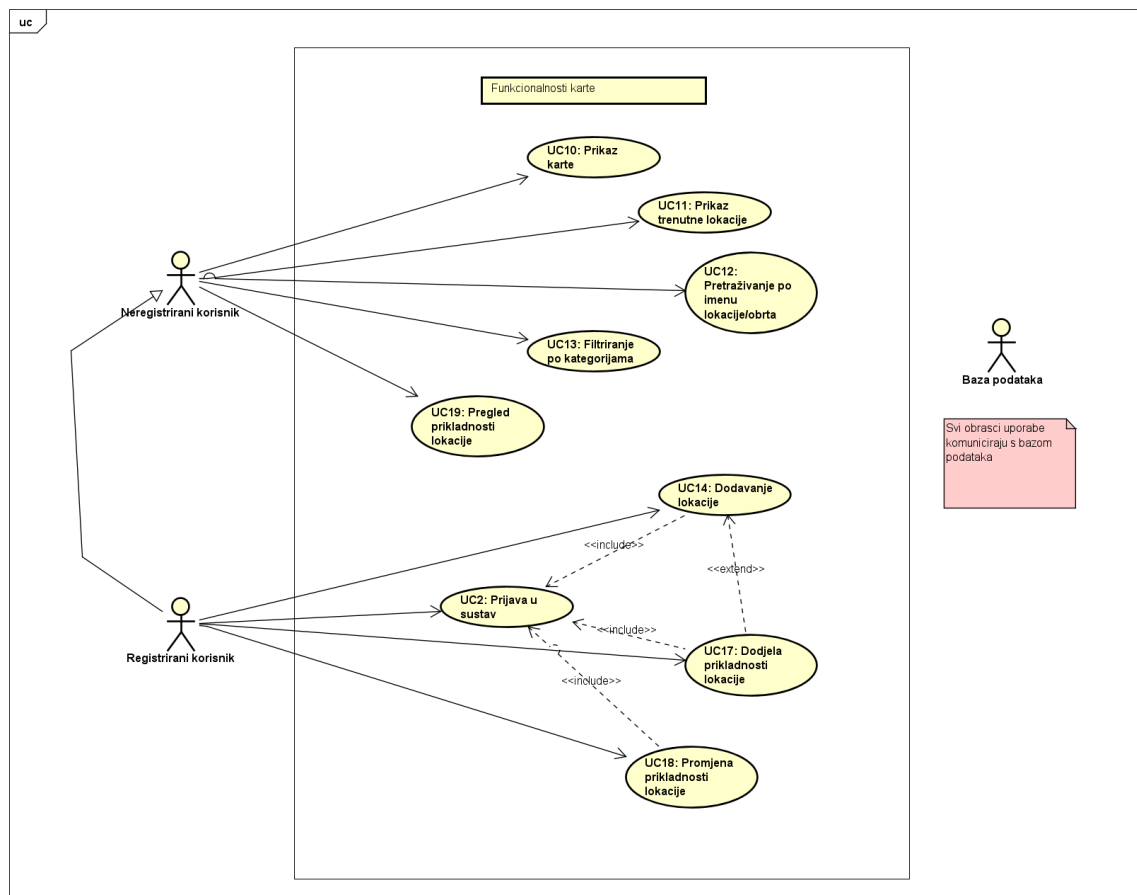 uc
Funkcionalnosti karte
UC10: Prikaz
karte
UC11: Prikaz
trenutne lokacije
UC12:
Pretraživanje po
imenu
lokacije/obrta
Neregistrirani korisnik
UC13: Filtriranje
po kategorijama
Baza podataka
UC19: Pregled
prikladnosti
lokacije
Svi obrasci uporabe
komuniciraju s bazom
podataka
UC14: Dodavanje
lokacije
<<include>>
<<extend>>
UC2: Prijava u
sustav
<<include>>
Registrirani korisnik
UC17: Dodjela
prikladnosti
lokacije
<<include>>
UC18: Promjena
prikladnosti
lokacije